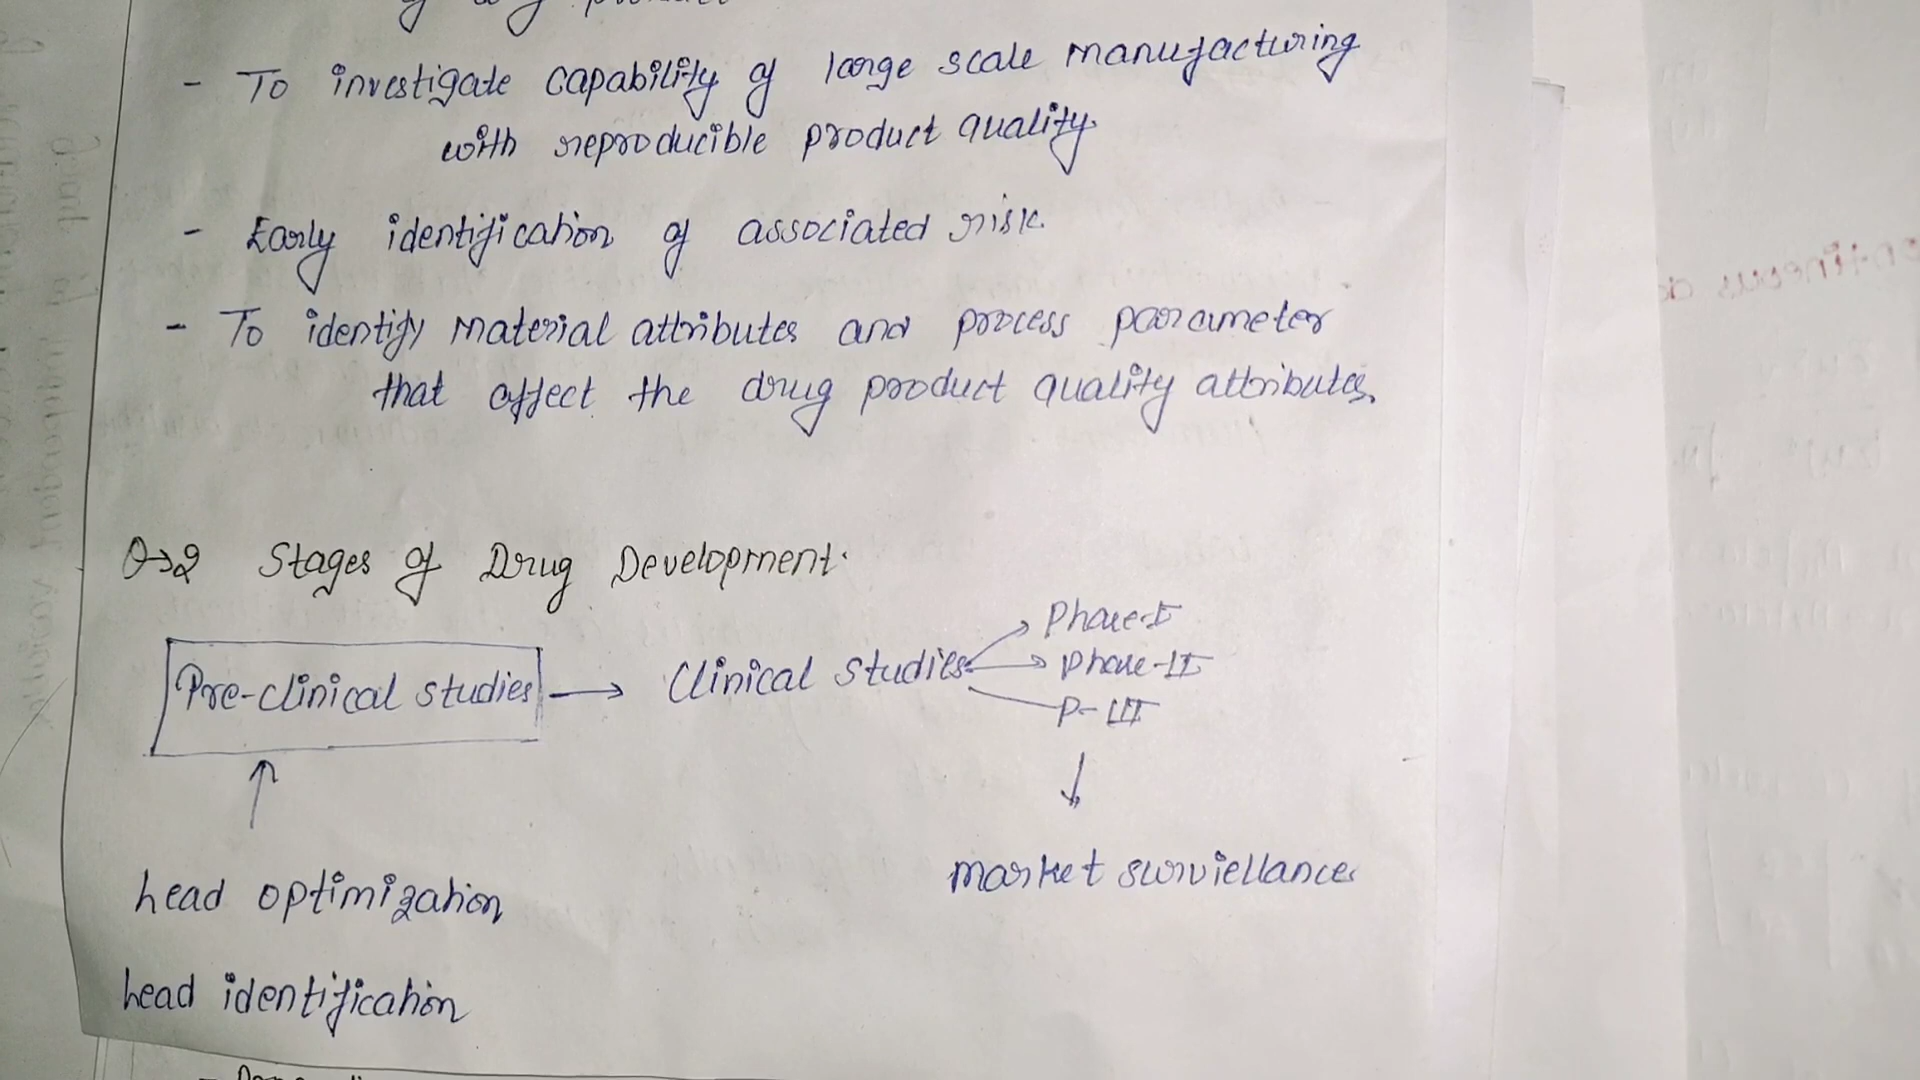 - To investigate capability of large scale manufacturing
with reproducible product quality.
- Early identification of associated risk.
- To identify material attributes and process parameter
that affect the drug product quality attributes.
Q→2 Stages of Drug Development.
Pre-clinical studies → Clinical studies
Phase-I
Phase-II
P-III
market surviellance
head optimization
head identification